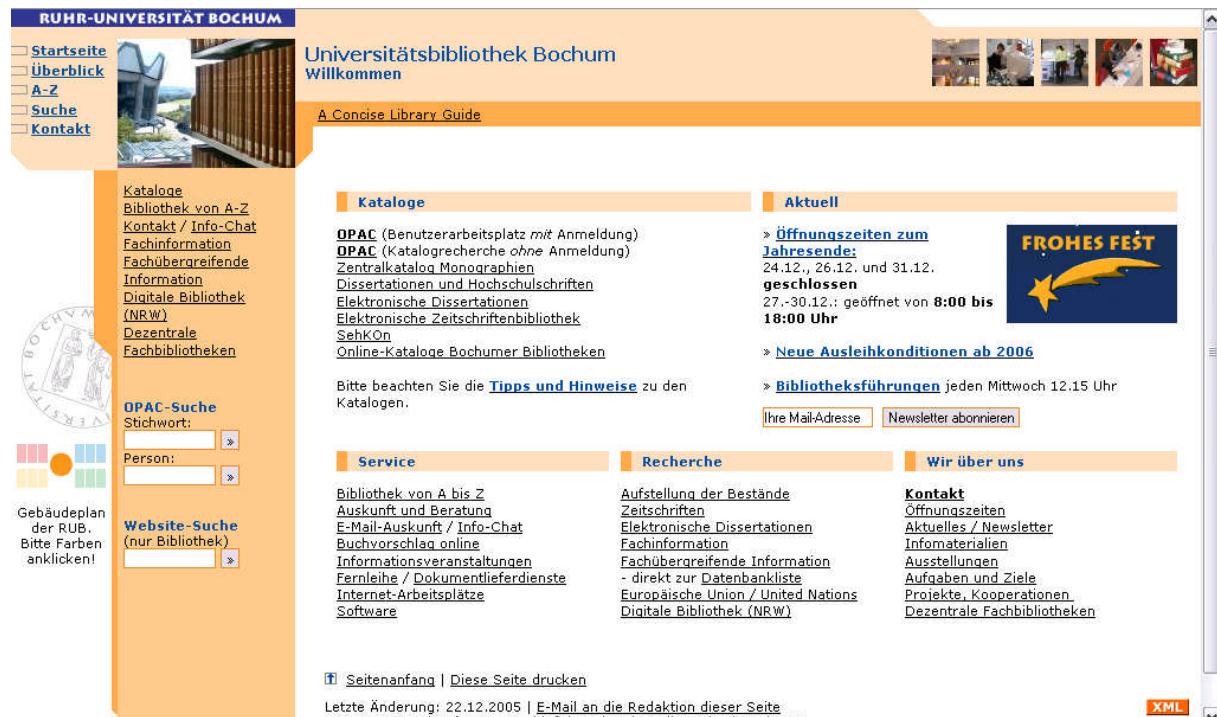 RUHR-UNIVERSITÄT BOCHUM
Startseite
Überblick
A-Z
Suche
Kontakt
Universitätsbibliothek Bochum
Willkommen
A Concise Library Guide
Kataloge
Bibliothek von A-Z
Kontakt / Info-Chat
Fachinformation
Fachübergreifende
Information
Digitale Bibliothek
(NRW)
Dezentrale
Fachbibliotheken
OPAC-Suche
Stichwort:
»
Person:
»
Website-Suche
(nur Bibliothek)
»
Gebäudeplan
der RUB.
Bitte Farben
anklicken!
Kataloge
OPAC (Benutzerarbeitsplatz mit Anmeldung)
OPAC (Katalogrecherche ohne Anmeldung)
Zentralkatalog Monographien
Dissertationen und Hochschulschriften
Elektronische Dissertationen
Elektronische Zeitschriftenbibliothek
SehKOn
Online-Kataloge Bochumer Bibliotheken
Bitte beachten Sie die Tipps und Hinweise zu den
Katalogen.
Aktuell
» Öffnungszeiten zum
Jahresende:
24.12., 26.12. und 31.12.
geschlossen
27.-30.12.: geöffnet von 8:00 bis
18:00 Uhr
FROHES FEST
» Neue Ausleihkonditionen ab 2006
» Bibliotheksführungen jeden Mittwoch 12.15 Uhr
Ihre Mail-Adresse Newsletter abonnieren
Service
Bibliothek von A bis Z
Auskunft und Beratung
E-Mail-Auskunft / Info-Chat
Buchvorschlag online
Informationsveranstaltungen
Fernleihe / Dokumentlieferdienste
Internet-Arbeitsplätze
Software
Recherche
Aufstellung der Bestände
Zeitschriften
Elektronische Dissertationen
Fachinformation
Fachübergreifende Information
- direkt zur Datenbankliste
Europäische Union / United Nations
Digitale Bibliothek (NRW)
Wir über uns
Kontakt
Öffnungszeiten
Aktuelles / Newsletter
Infomaterialien
Ausstellungen
Aufgaben und Ziele
Projekte, Kooperationen
Dezentrale Fachbibliotheken
Seitenanfang | Diese Seite drucken
Letzte Änderung: 22.12.2005 | E-Mail an die Redaktion dieser Seite
XML